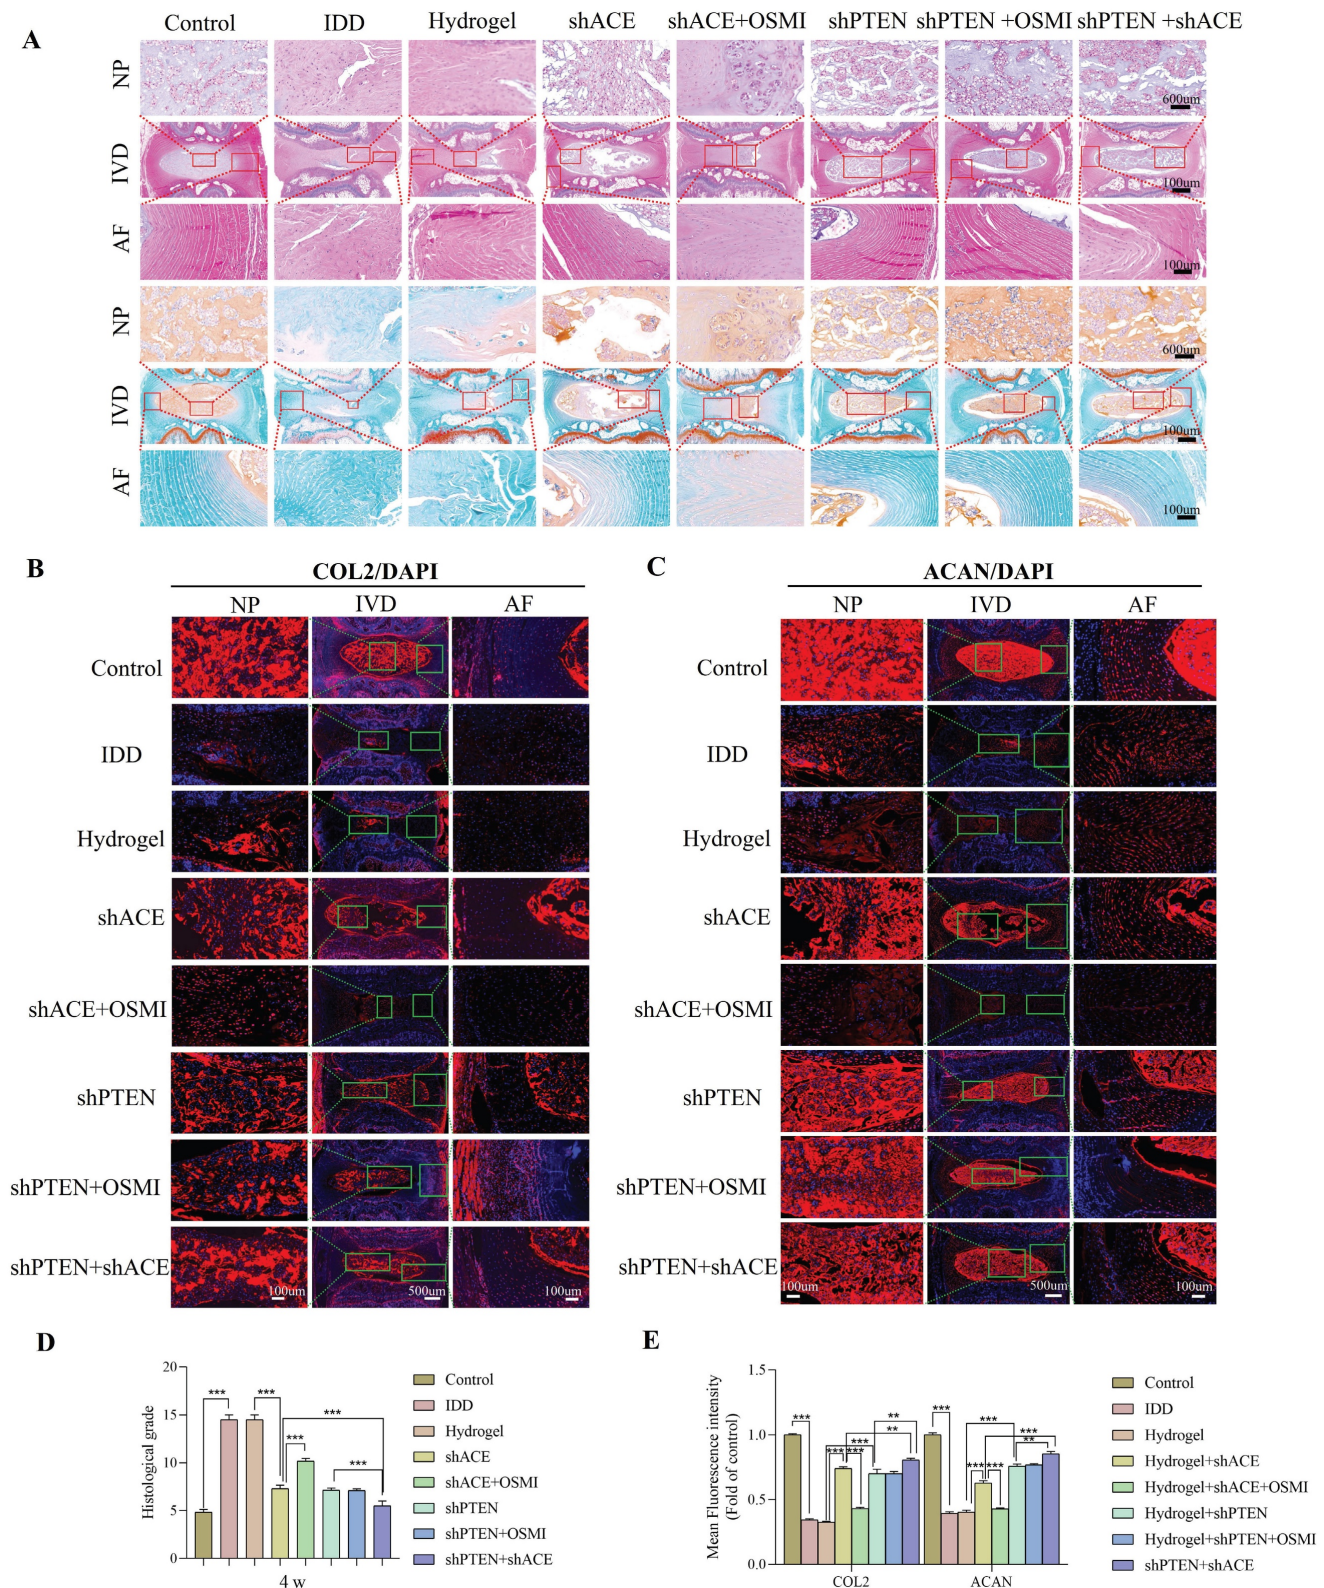 A
Control IDD Hydrogel shACE shACE+OSMI shPTEN shPTEN +OSMI shPTEN +shACE
NP
600um
IVD
100um
AF
100um
NP
600um
IVD
100um
AF
100um
B
COL2/DAPI
NP IVD AF
Control
IDD
Hydrogel
shACE
shACE+OSMI
shPTEN
shPTEN+OSMI
shPTEN+shACE
100um 500um 100um
C
ACAN/DAPI
NP IVD AF
Control
IDD
Hydrogel
shACE
shACE+OSMI
shPTEN
shPTEN+OSMI
shPTEN+shACE
100um 500um 100um
D
Histological grade
20
15
10
5
0
*** *** *** *** ***
4 w
Control
IDD
Hydrogel
shACE
shACE+OSMI
shPTEN
shPTEN+OSMI
shPTEN+shACE
E
Mean Fluorescence intensity
(Fold of control)
1.5
1.0
0.5
0.0
*** *** *** *** ** **
*** *** *** *** *** **
COL2 ACAN
Control
IDD
Hydrogel
Hydrogel+shACE
Hydrogel+shACE+OSMI
Hydrogel+shPTEN
Hydrogel+shPTEN+OSMI
shPTEN+shACE